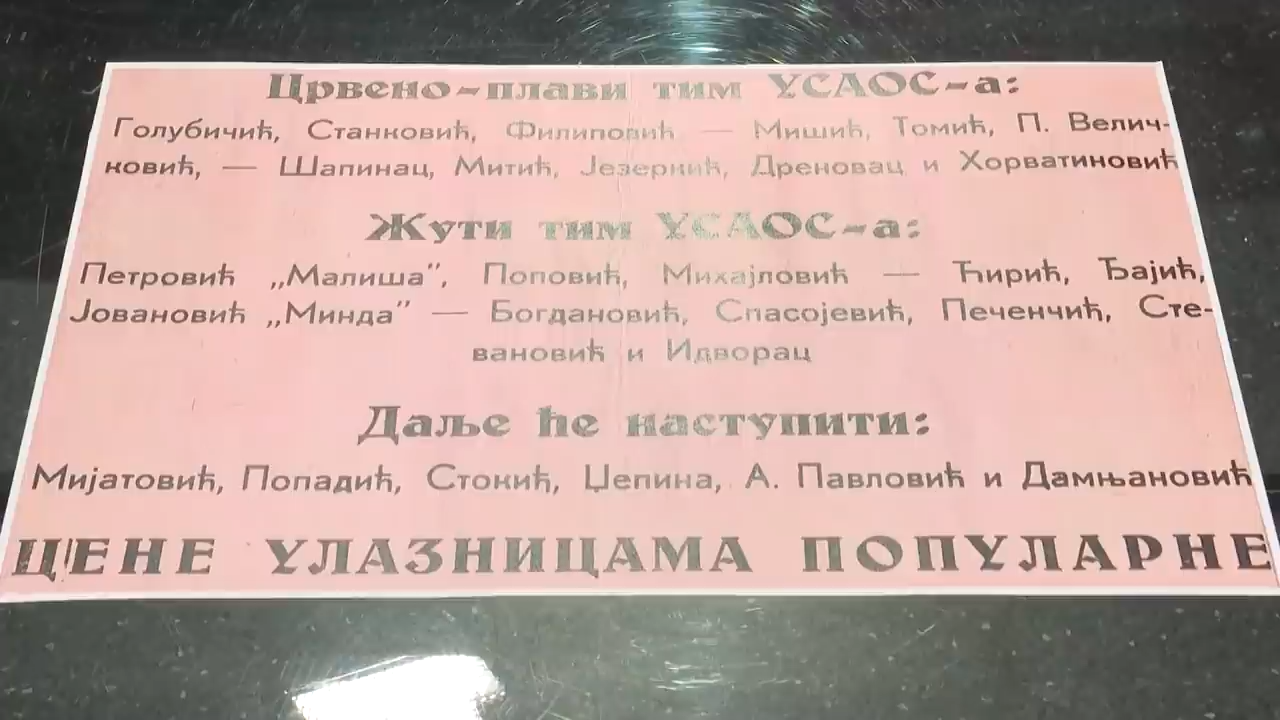 Црвено-плави тим УСАОС-а:
Голубичић, Станковић, Филиповић — Мишић, Томић, П. Велич-
ковић, — Шапинац, Митић, Језернић, Дреновац и Хорватиновић
Жути тим УСАОС-а:
Петровић „Малиша”, Поповић, Михајловић — Ћирић, Ђајић,
Јовановић „Минда” — Богдановић, Спасојевић, Печенчић, Сте-
вановић и Идворац
Даље ће наступити:
Мијатовић, Попадић, Стокић, Цепина, А. Павловић и Дамњановић
ЦЕНЕ УЛАЗНИЦАМА ПОПУЛАРНЕ